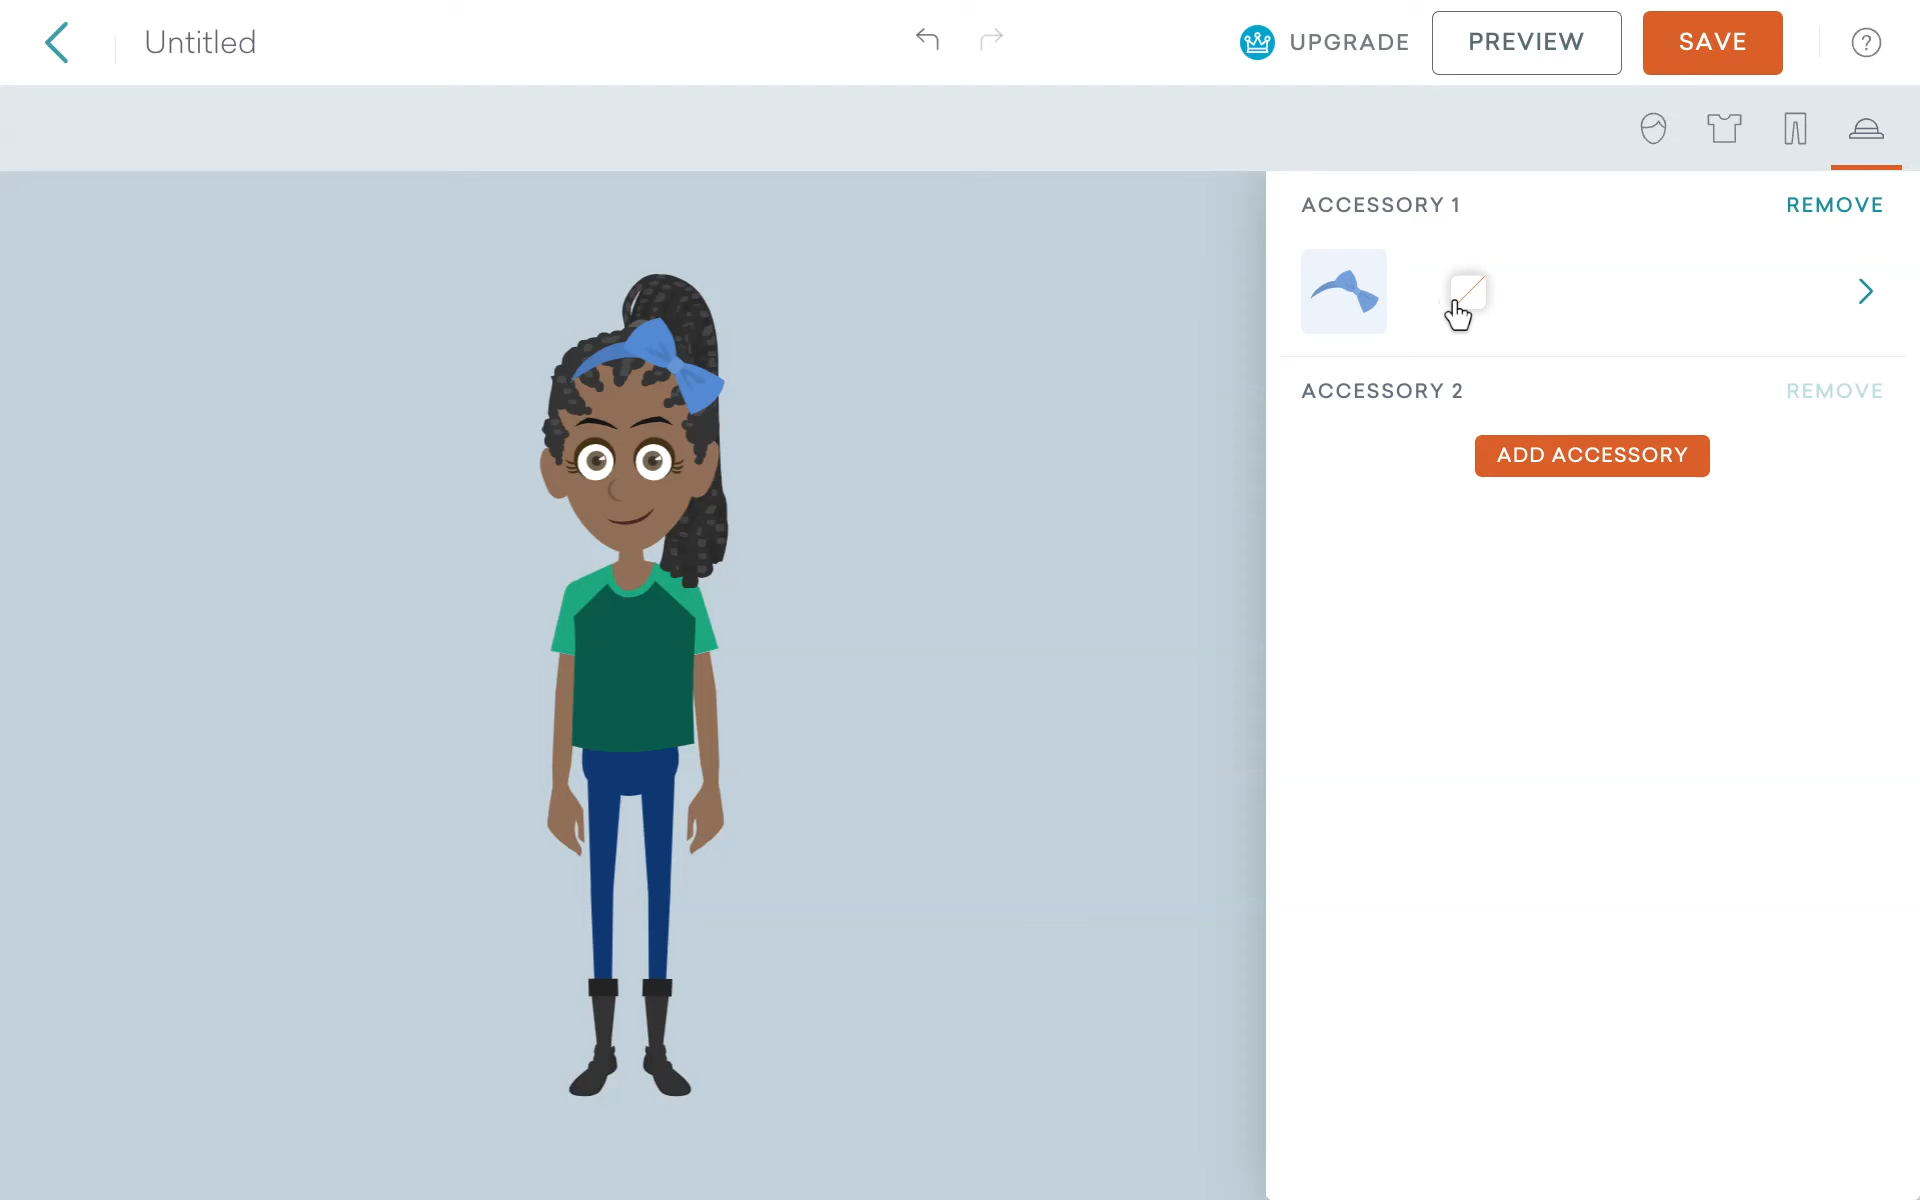 Untitled
UPGRADE
PREVIEW
SAVE
?
ACCESSORY 1
REMOVE
ACCESSORY 2
REMOVE
ADD ACCESSORY